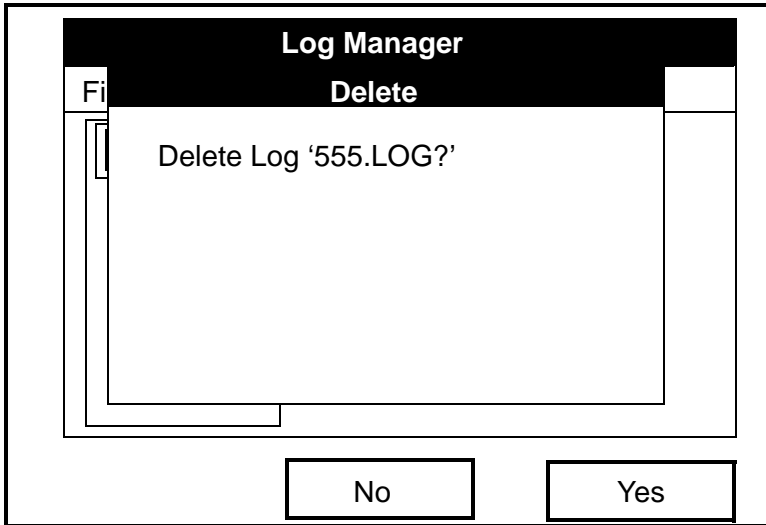 Log Manager
Fi
Delete
Delete Log ‘555.LOG?’
No
Yes